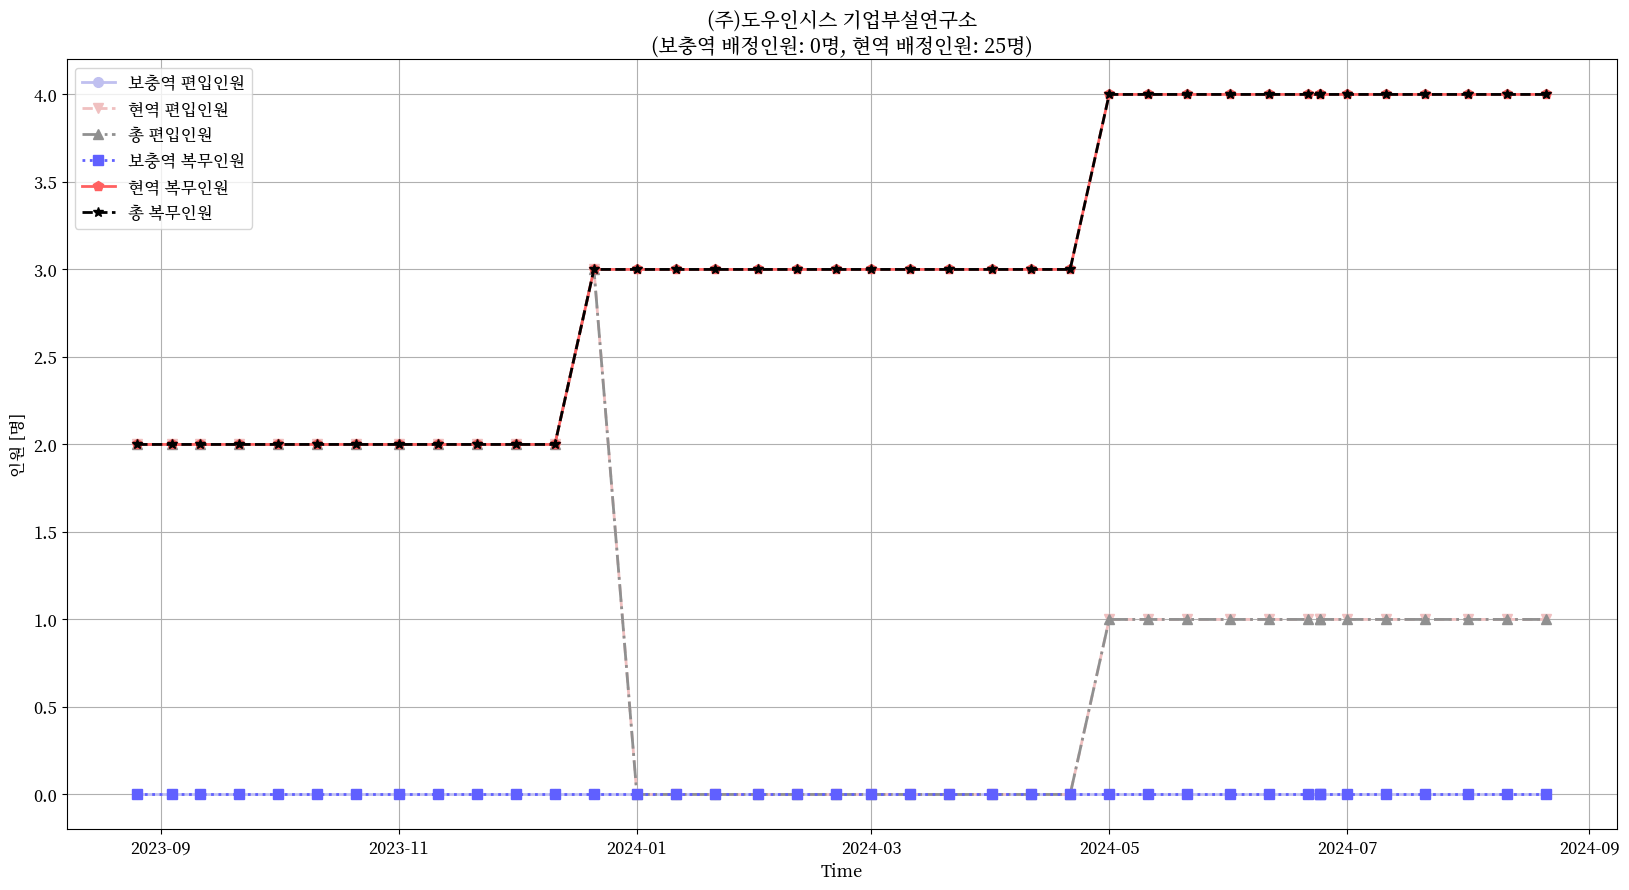 (주)도우인시스 기업부설연구소
(보충역 배정인원: 0명, 현역 배정인원: 25명)
보충역 편입인원
현역 편입인원
총 편입인원
보충역 복무인원
현역 복무인원
총 복무인원
4.0
3.5
3.0
2.5
2.0
1.5
1.0
0.5
0.0
인원 [명]
2023-09
2023-11
2024-01
2024-03
2024-05
2024-07
2024-09
Time